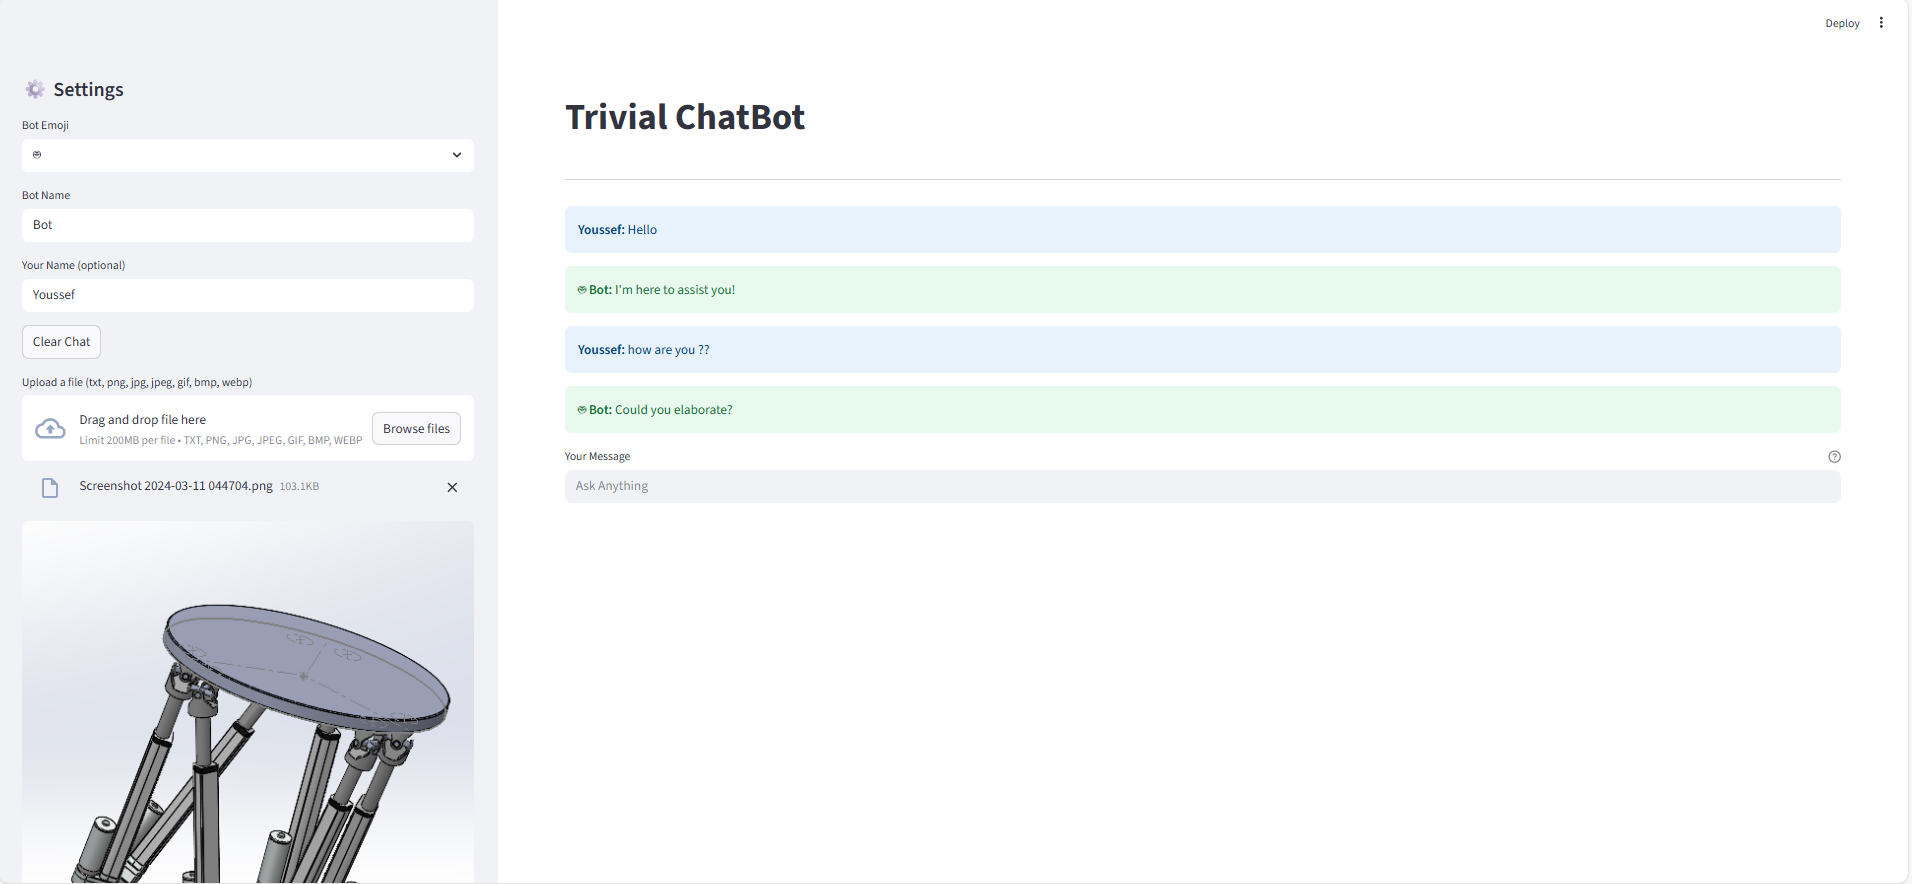 Deploy
Settings
Bot Emoji
Bot Name
Bot
Your Name (optional)
Youssef
Clear Chat
Upload a file (txt, png, jpg, jpeg, gif, bmp, webp)
Drag and drop file here
Limit 200MB per file • TXT, PNG, JPG, JPEG, GIF, BMP, WEBP
Browse files
Screenshot 2024-03-11 044704.png 103.1KB
Trivial ChatBot
Youssef: Hello
Bot: I'm here to assist you!
Youssef: how are you ??
Bot: Could you elaborate?
Your Message
Ask Anything